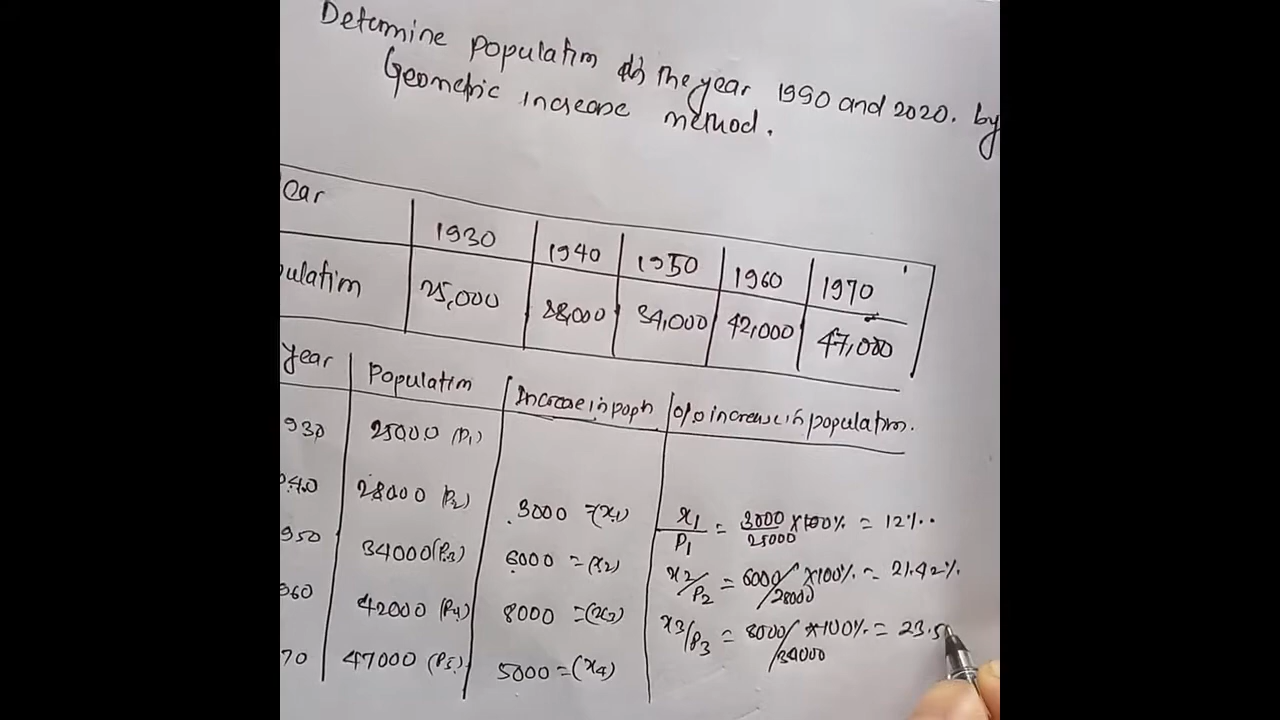 Determine population in the year 1990 and 2020. by
Geometric increase method.
ear 1930 1940 1950 1960 1970
pulation 25,000 28,000 34,000 42,000 47,000
year Population Increase in popn % increase in population.
930 25000 (P1)
940 28000 (P2) 3000 =(x1) x1/P1 = 3000/25000 ×100% = 12%.
950 34000 (P3) 6000 =(x2) x2/P2 = 6000/28000 ×100% = 21.42%.
960 42000 (P4) 8000 =(x3) x3/P3 = 8000/34000 ×100% = 23.5
70 47000 (P5) 5000 =(x4)